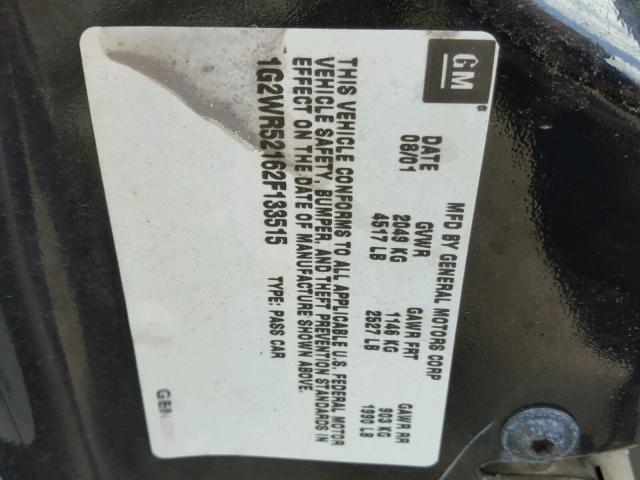 GM
MFD BY GENERAL MOTORS CORP
DATE GVWR GAWR FRT GAWR RR
08/01 2049 KG 1146 KG 903 KG
4517 LB 2527 LB 1990 LB
THIS VEHICLE CONFORMS TO ALL APPLICABLE U.S. FEDERAL MOTOR
VEHICLE SAFETY, BUMPER, AND THEFT PREVENTION STANDARDS IN
EFFECT ON THE DATE OF MANUFACTURE SHOWN ABOVE.
1G2WR52162F133515 TYPE: PASS CAR